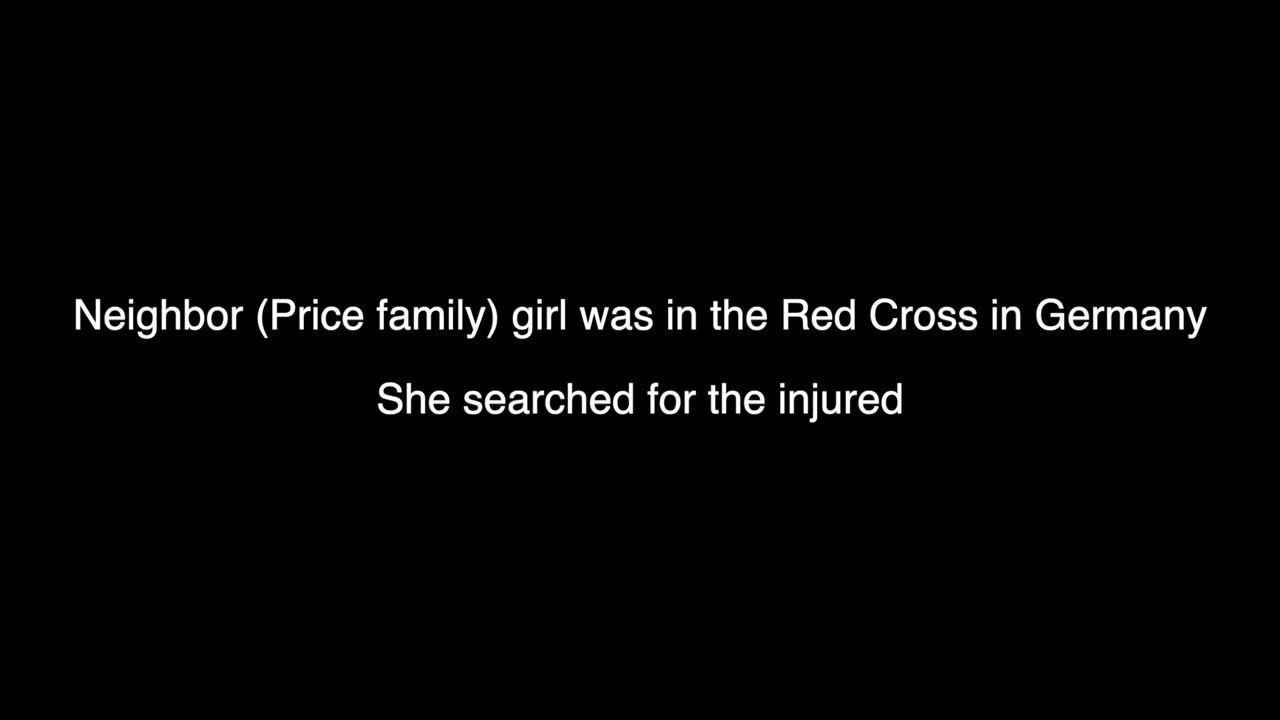 Neighbor (Price family) girl was in the Red Cross in Germany
She searched for the injured